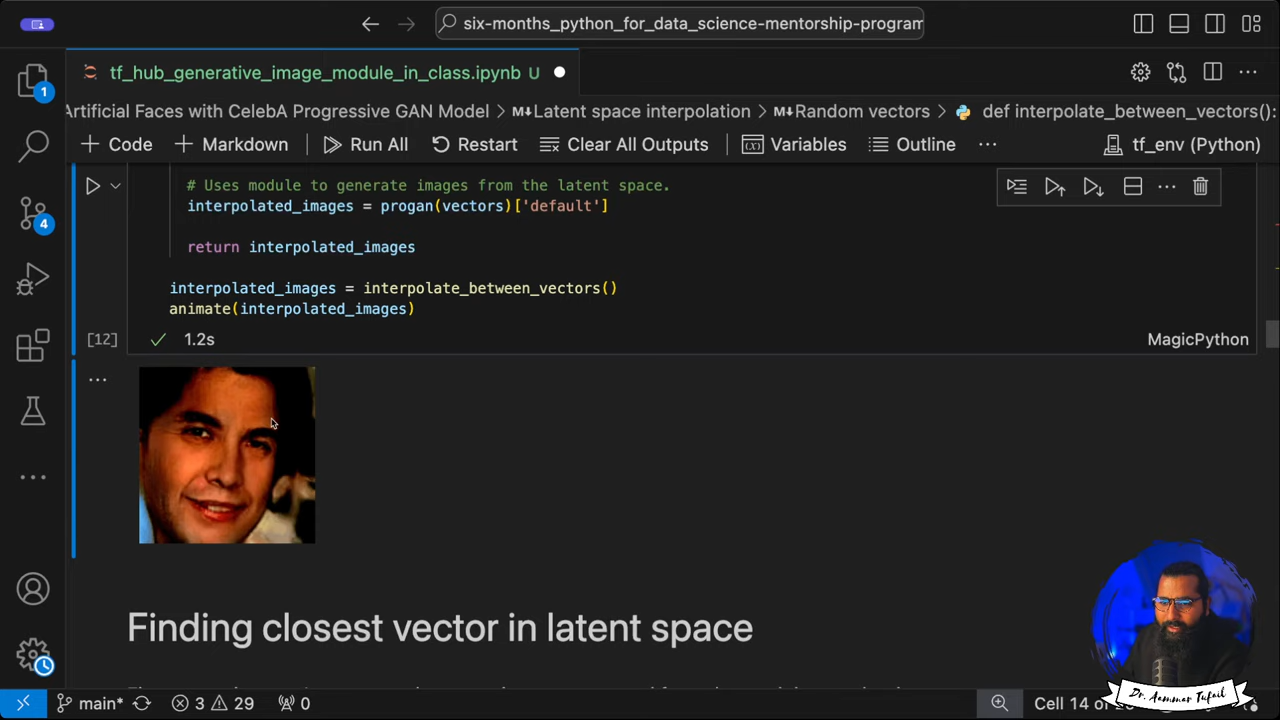 six-months_python_for_data_science-mentorship-program
tf_hub_generative_image_module_in_class.ipynb U
Artificial Faces with CelebA Progressive GAN Model > M↓Latent space interpolation > M↓Random vectors > def interpolate_between_vectors():
+ Code + Markdown Run All Restart Clear All Outputs Variables Outline ... tf_env (Python)
# Uses module to generate images from the latent space.
interpolated_images = progan(vectors)['default']
return interpolated_images
interpolated_images = interpolate_between_vectors()
animate(interpolated_images)
[12] ✓ 1.2s MagicPython
Finding closest vector in latent space
1
4
main* 3 29 0 Cell 14 of
Dr. Aammar Tufail